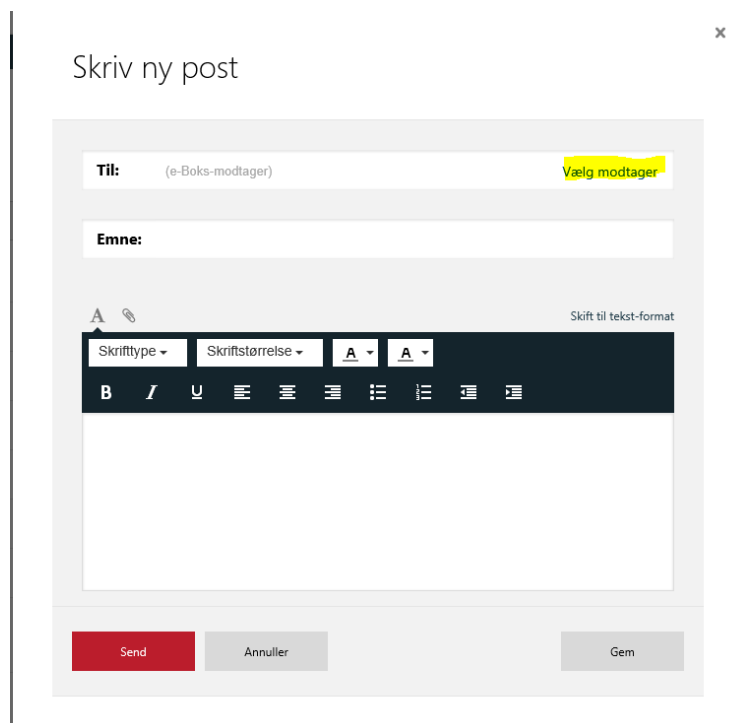 Skriv ny post
Til: (e-Boks-modtager) Vælg modtager
Emne:
A Skift til tekst-format
Skrifttype Skriftstørrelse A A
B I U
Send Annuller Gem